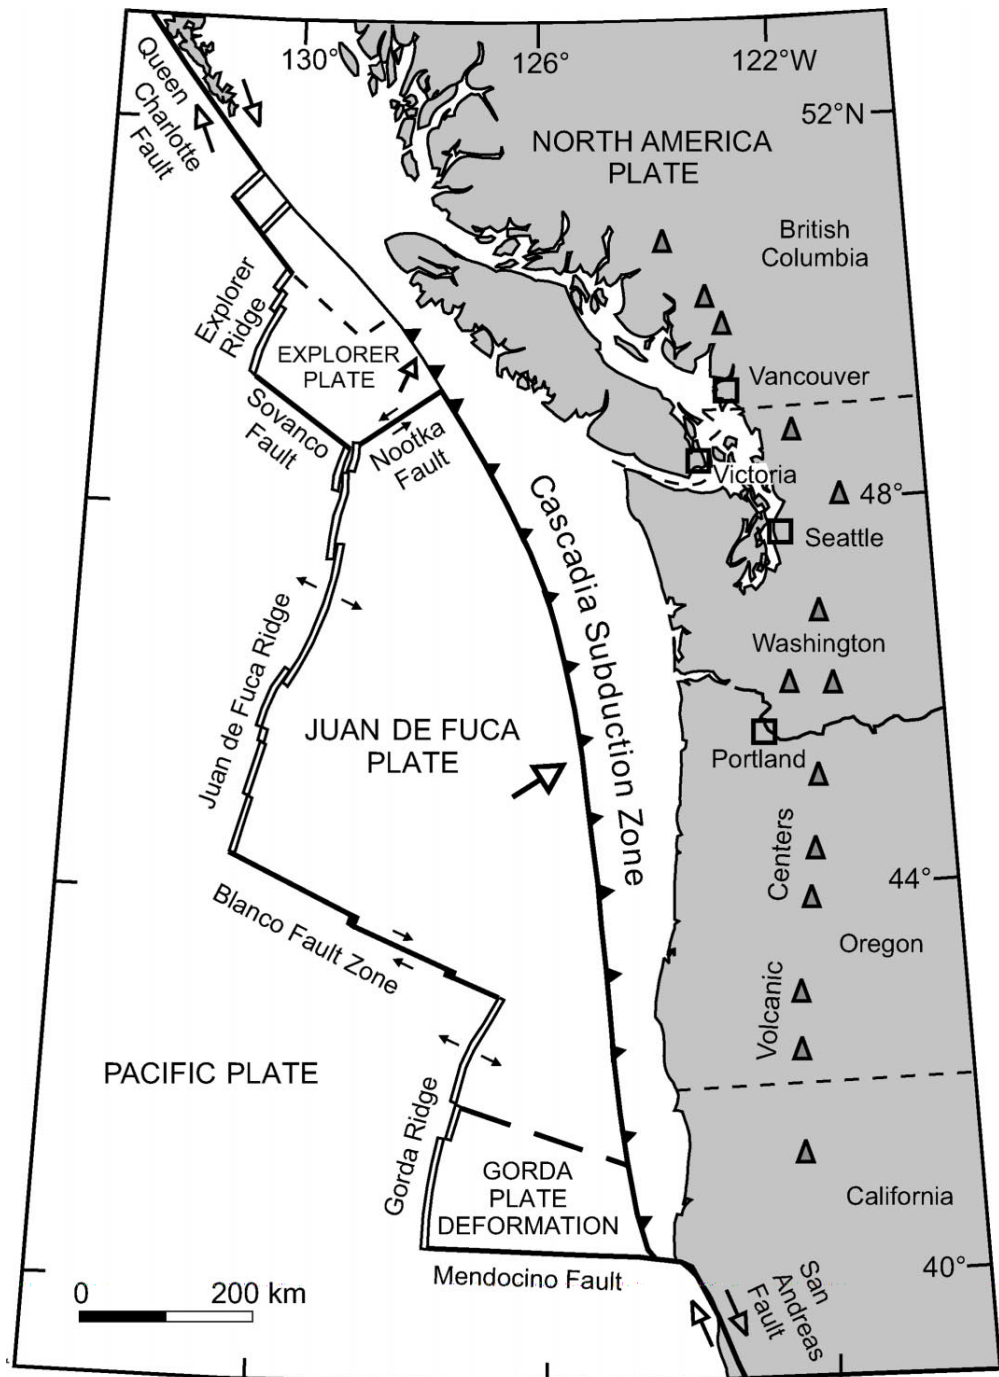 130°
126°
122°W
52°N
Queen
Charlotte
Fault
NORTH AMERICA
PLATE
British
Columbia
Explorer
Ridge
EXPLORER
PLATE
Vancouver
Sovanco
Fault
Nootka
Fault
Victoria
48°
Seattle
Cascadia Subduction Zone
Washington
Juan de Fuca Ridge
JUAN DE FUCA
PLATE
Portland
Volcanic Centers
44°
Blanco Fault Zone
Oregon
PACIFIC PLATE
Gorda Ridge
GORDA
PLATE
DEFORMATION
California
Mendocino Fault
40°
San
Andreas
Fault
0 200 km